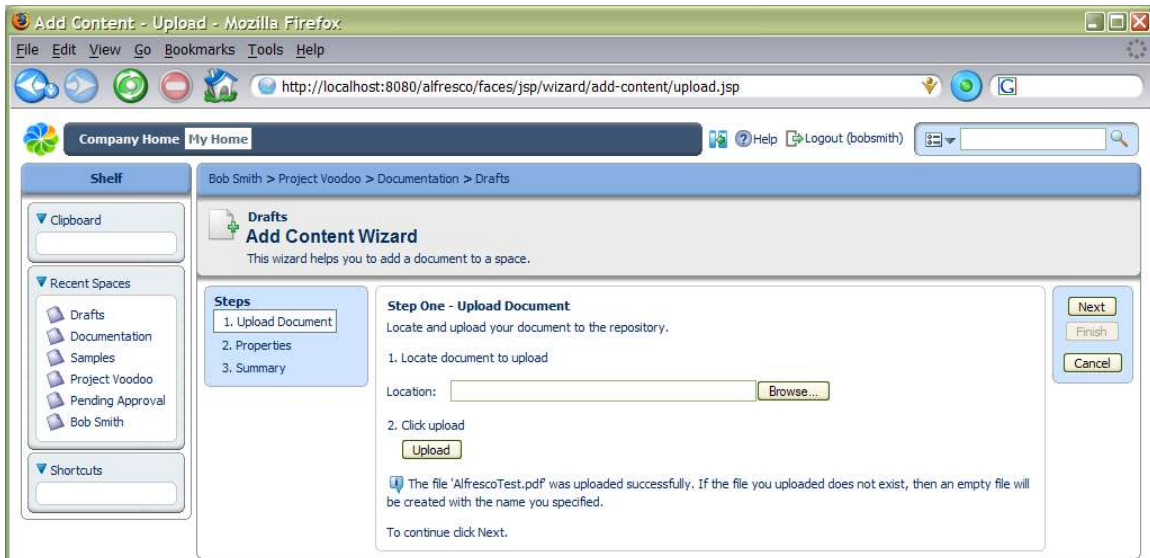 Add Content - Upload - Mozilla Firefox
File Edit View Go Bookmarks Tools Help
http://localhost:8080/alfresco/faces/jsp/wizard/add-content/upload.jsp
G
Company Home My Home
Help Logout (bobsmith)
Shelf
Bob Smith > Project Voodoo > Documentation > Drafts
Clipboard
Drafts
Add Content Wizard
This wizard helps you to add a document to a space.
Recent Spaces
Drafts
Documentation
Samples
Project Voodoo
Pending Approval
Bob Smith
Shortcuts
Steps
1. Upload Document
2. Properties
3. Summary
Step One - Upload Document
Locate and upload your document to the repository.
1. Locate document to upload
Location: Browse...
2. Click upload
Upload
The file 'AlfrescoTest.pdf' was uploaded successfully. If the file you uploaded does not exist, then an empty file will
be created with the name you specified.
To continue click Next.
Next
Finish
Cancel